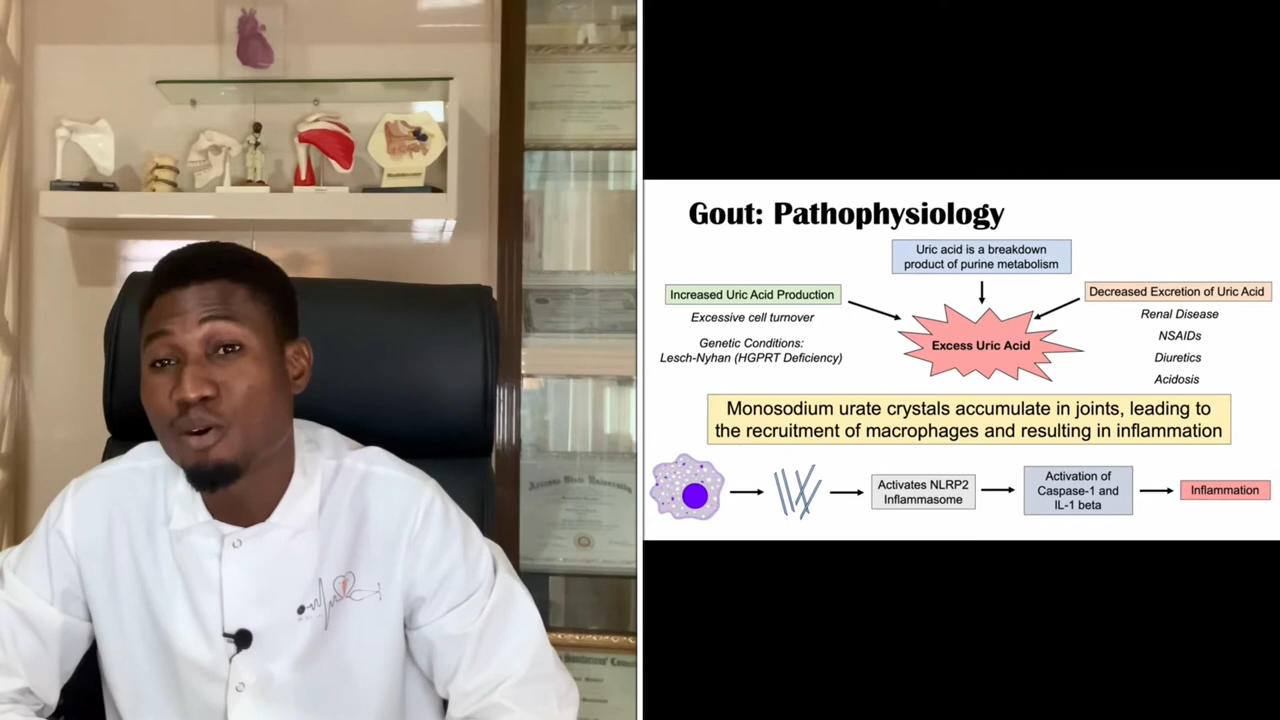 Arizona State University
Gout: Pathophysiology
Uric acid is a breakdown
product of purine metabolism
Increased Uric Acid Production
Excessive cell turnover
Genetic Conditions:
Lesch-Nyhan (HGPRT Deficiency)
Excess Uric Acid
Decreased Excretion of Uric Acid
Renal Disease
NSAIDs
Diuretics
Acidosis
Monosodium urate crystals accumulate in joints, leading to
the recruitment of macrophages and resulting in inflammation
Activates NLRP2
Inflammasome
Activation of
Caspase-1 and
IL-1 beta
Inflammation